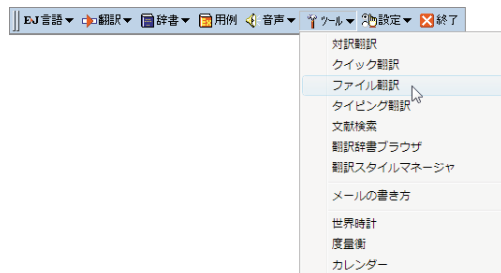 EJ 言語▼ 翻訳▼ 辞書▼ 用例 音声▼ ツール▼ 設定▼ 終了
対訳翻訳
クイック翻訳
ファイル翻訳
タイピング翻訳
文献検索
翻訳辞書ブラウザ
翻訳スタイルマネージャ
メールの書き方
世界時計
度量衡
カレンダー